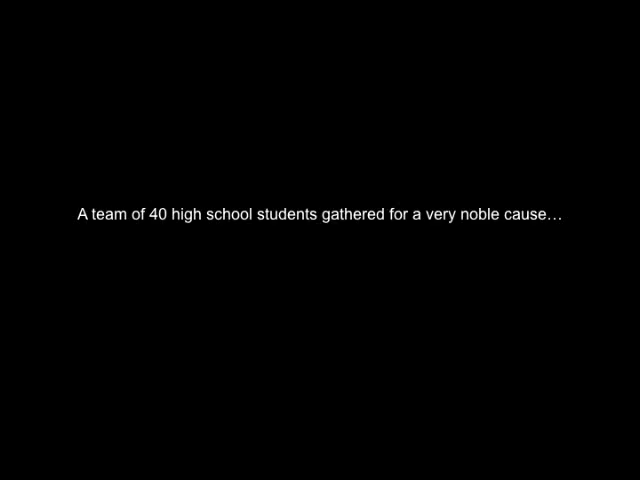 A team of 40 high school students gathered for a very noble cause…